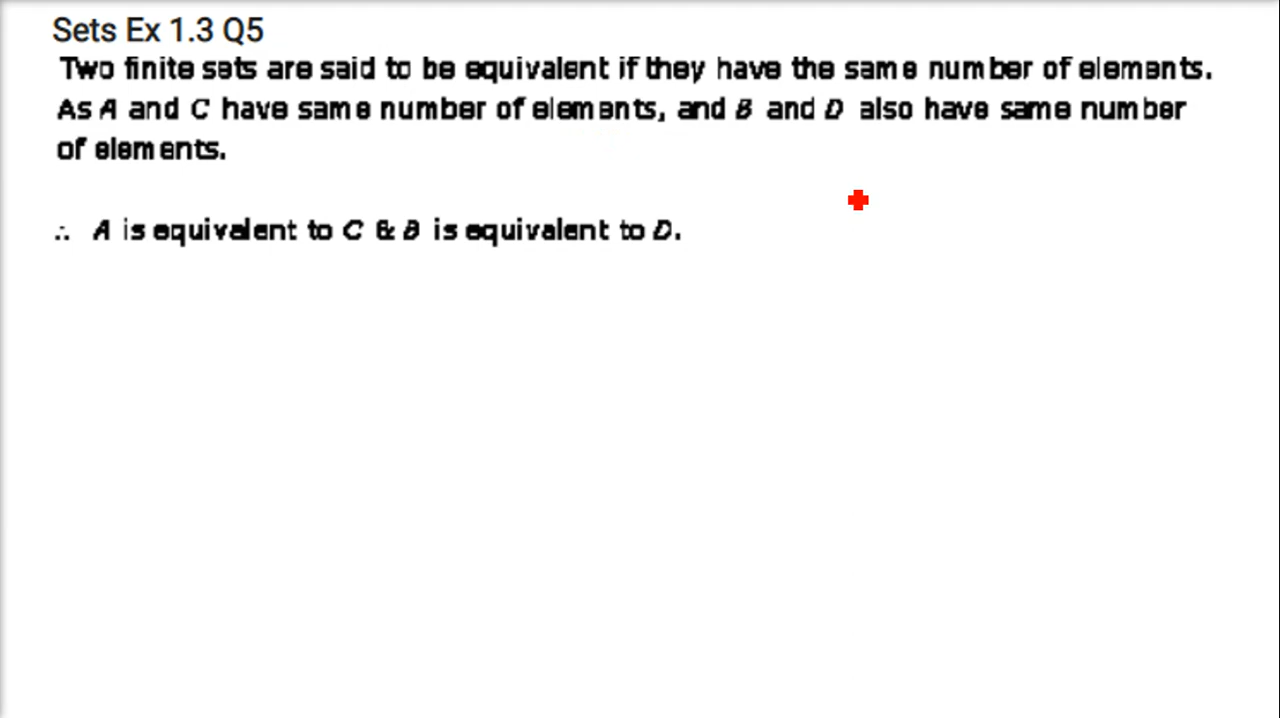 Sets Ex 1.3 Q5
Two finite sets are said to be equivalent if they have the same number of elements.
As A and C have same number of elements, and B and D also have same number
of elements.
∴ A is equivalent to C & B is equivalent to D.